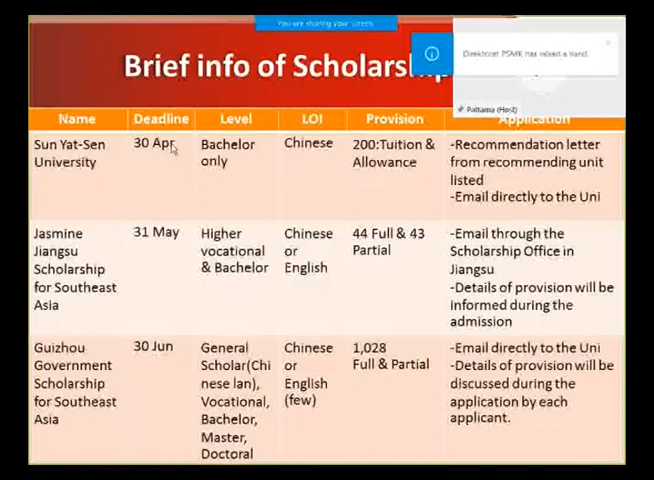 You are sharing your screen
Direktorat PSMK has raised a hand.
Brief info of Scholarship
Pattama (Host)
Name Deadline Level LOI Provision Application
Sun Yat-Sen
University
30 Apr
Bachelor
only
Chinese
200:Tuition &
Allowance
-Recommendation letter
from recommending unit
listed
-Email directly to the Uni
Jasmine
Jiangsu
Scholarship
for Southeast
Asia
31 May
Higher
vocational
& Bachelor
Chinese
or
English
44 Full & 43
Partial
-Email through the
Scholarship Office in
Jiangsu
-Details of provision will be
informed during the
admission
Guizhou
Government
Scholarship
for Southeast
Asia
30 Jun
General
Scholar(Chi
nese lan),
Vocational,
Bachelor,
Master,
Doctoral
Chinese
or
English
(few)
1,028
Full & Partial
-Email directly to the Uni
-Details of provision will be
discussed during the
application by each
applicant.